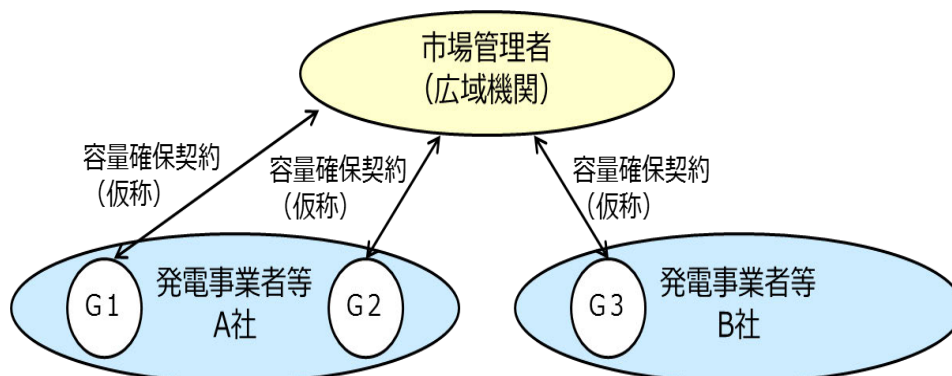 市場管理者
（広域機関）
容量確保契約
（仮称）
容量確保契約
（仮称）
容量確保契約
（仮称）
G1
発電事業者等
A社
G2
G3
発電事業者等
B社